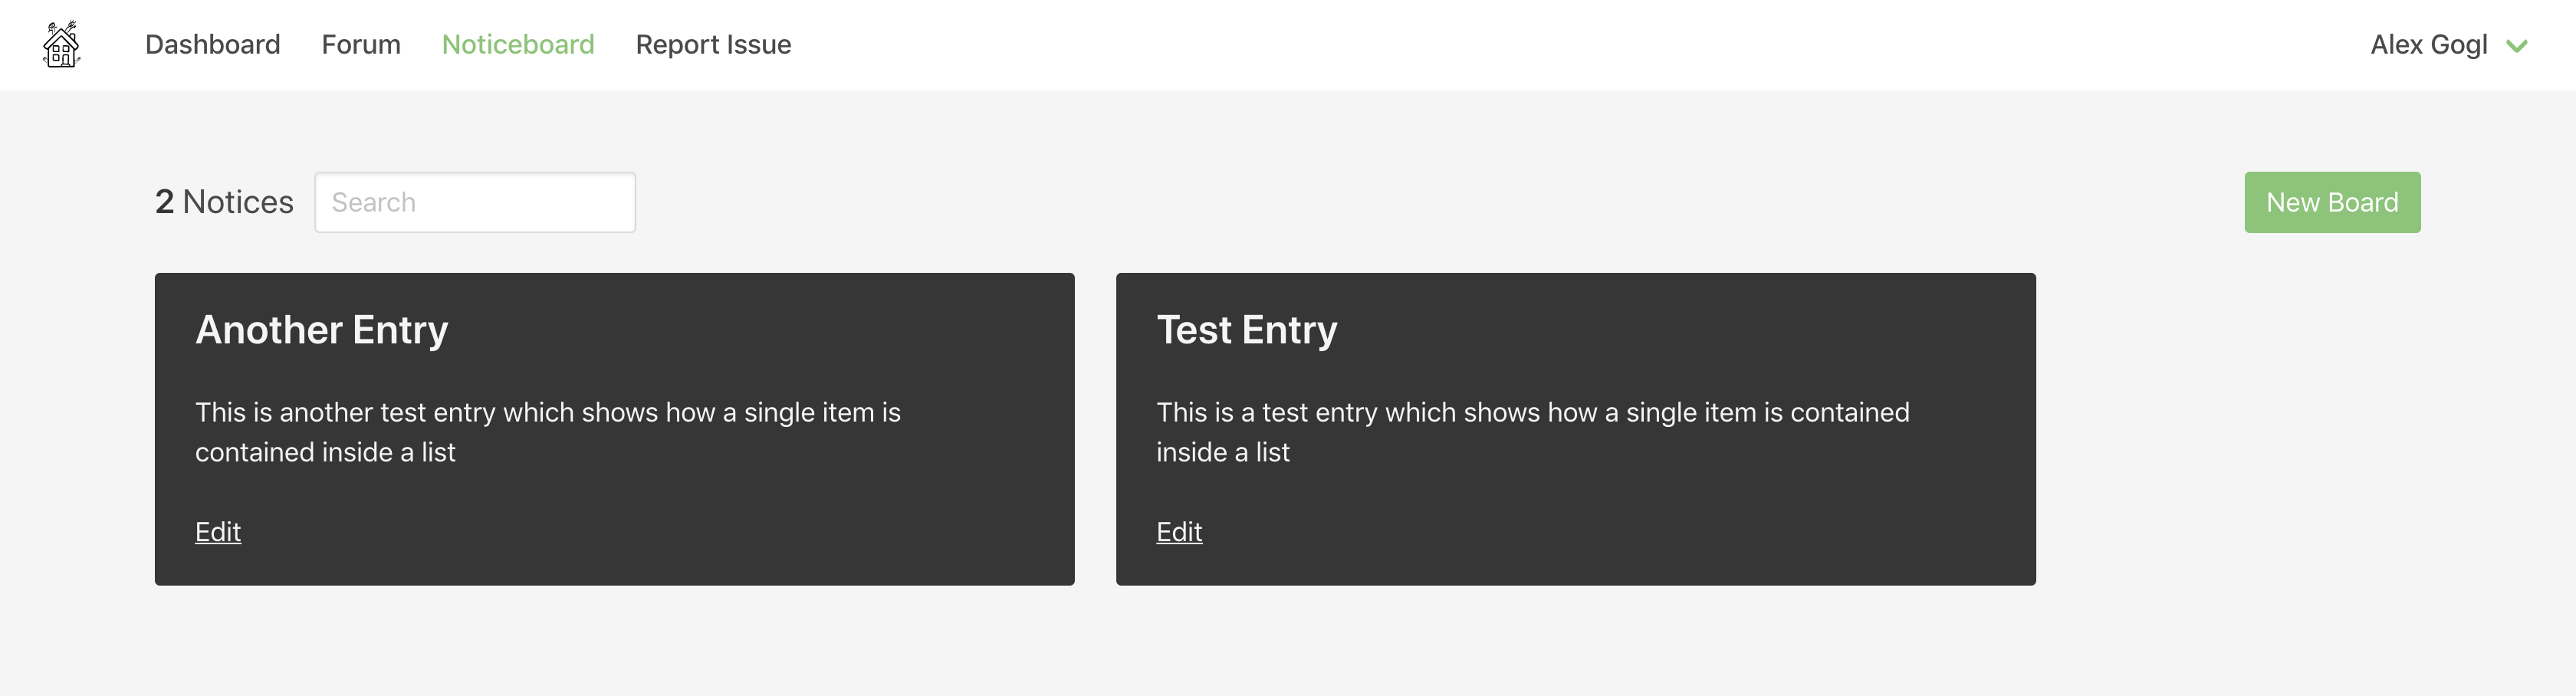 Dashboard Forum Noticeboard Report Issue Alex Gogl
2 Notices Search New Board
Another Entry
This is another test entry which shows how a single item is
contained inside a list
Edit
Test Entry
This is a test entry which shows how a single item is contained
inside a list
Edit